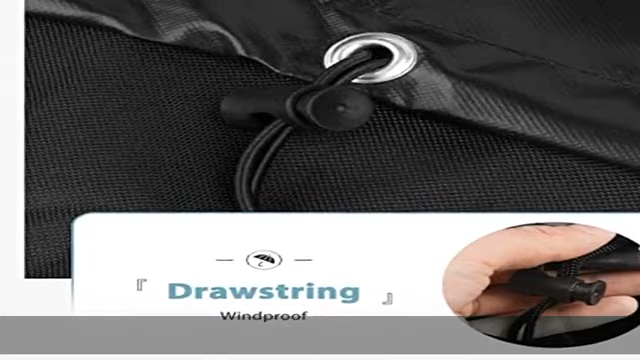 『 Drawstring 』
Windproof